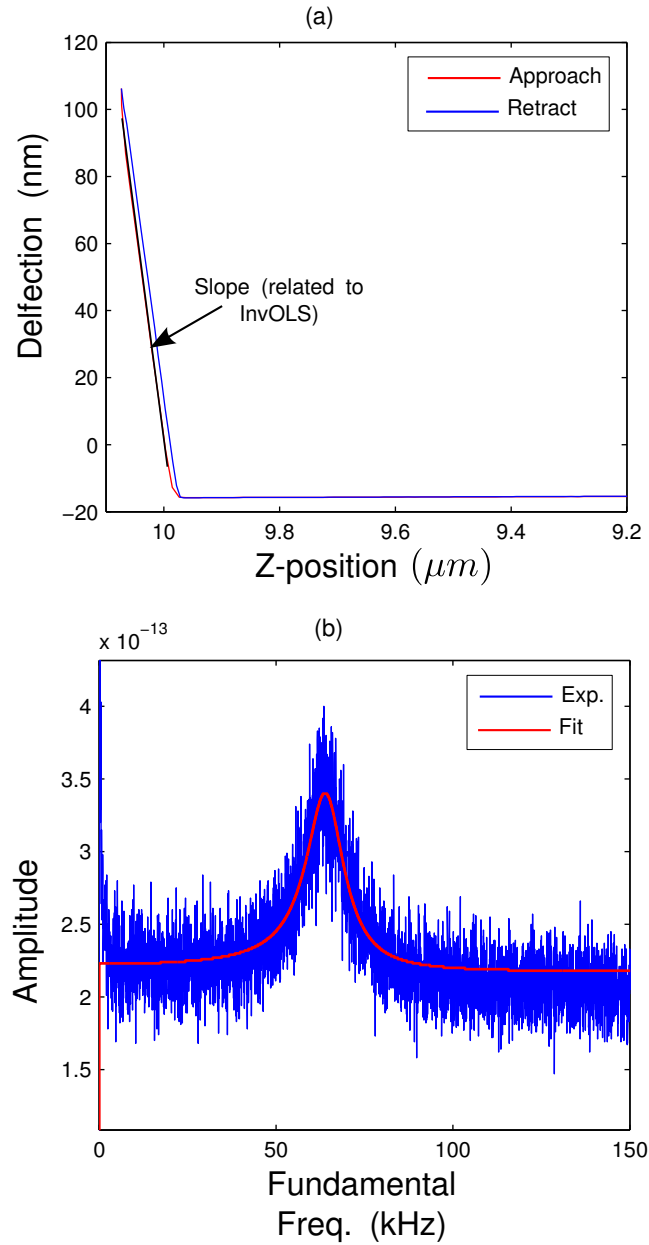 (a)
120
100
80
60
40
20
0
−20
Delfection (nm)
Approach
Retract
Slope (related to
InvOLS)
10
9.8
9.6
9.4
9.2
Z-position (μm)
(b)
x 10⁻¹³
4
3.5
3
2.5
2
1.5
Amplitude
Exp.
Fit
0
50
100
150
Fundamental
Freq. (kHz)